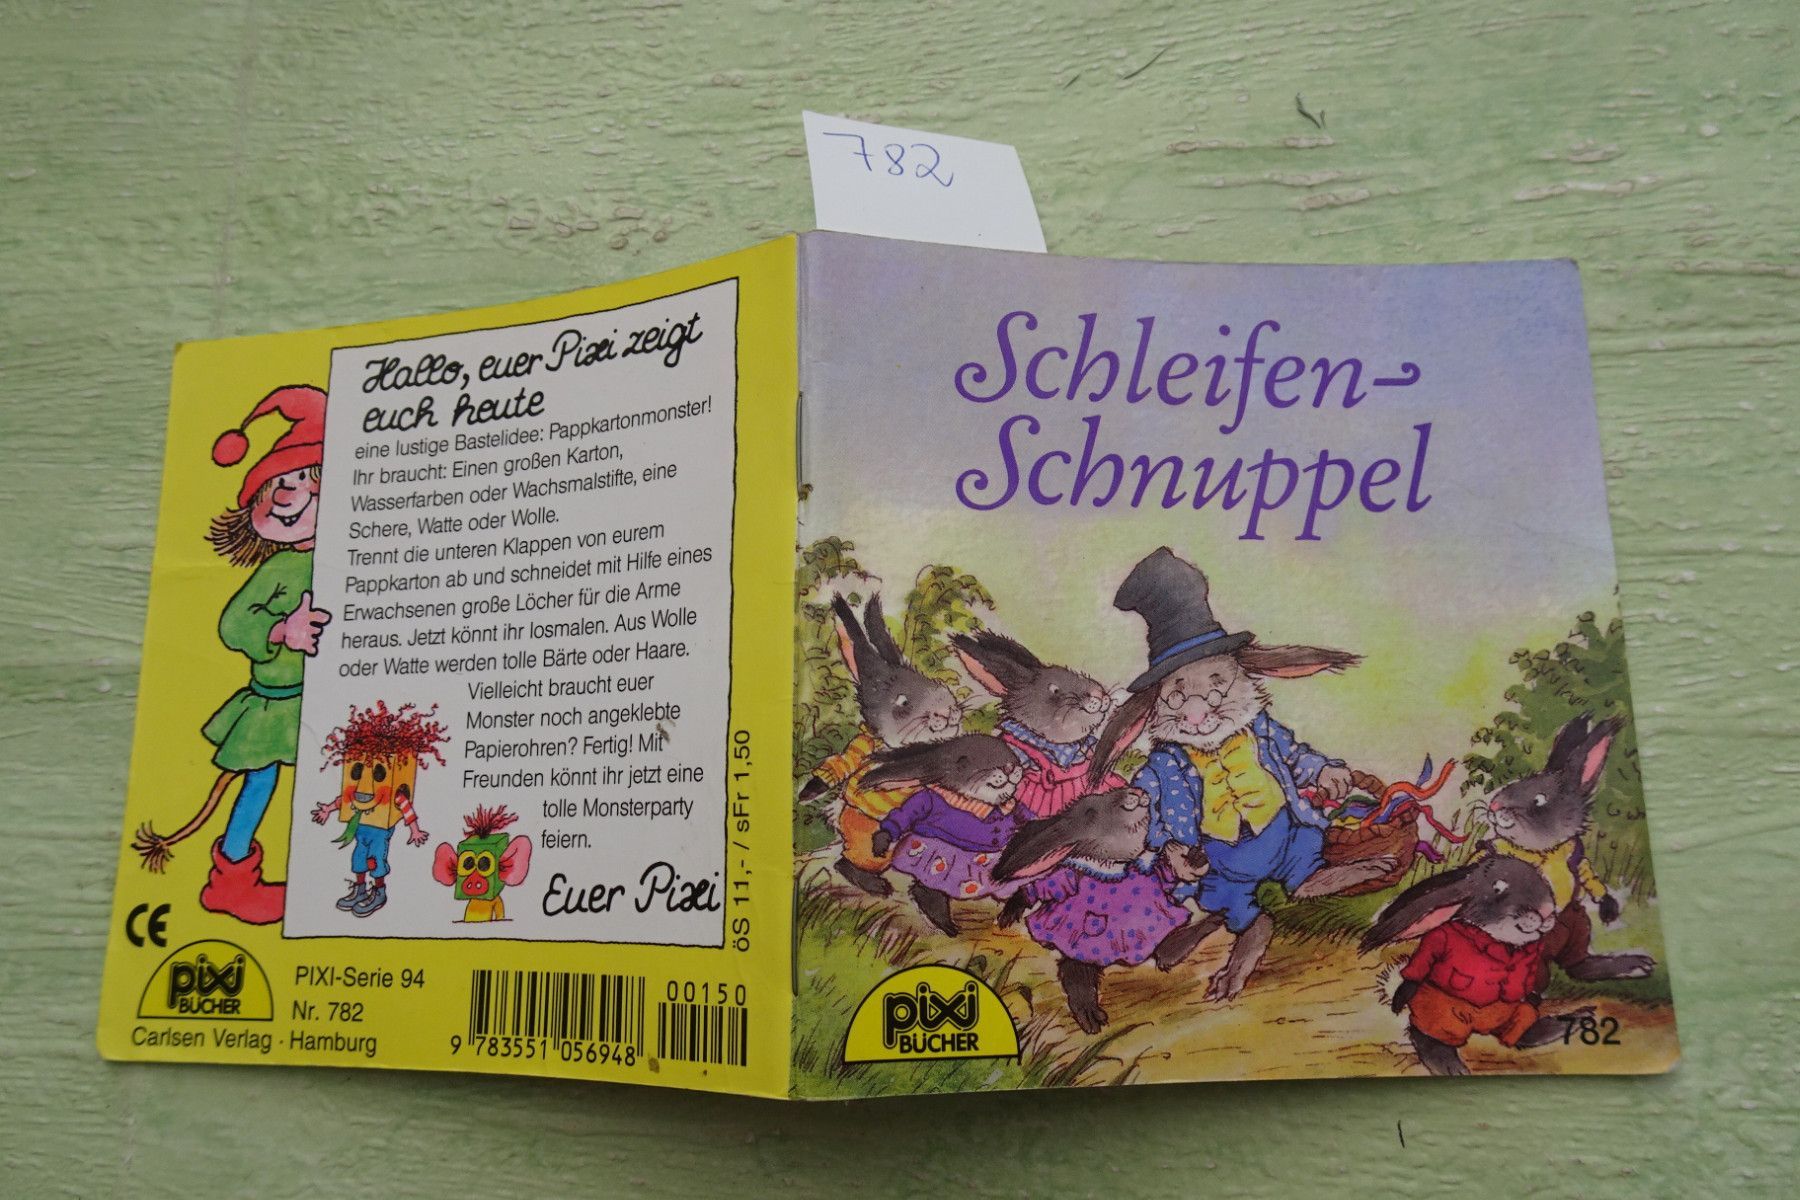 782
Hallo, euer Pixi zeigt
euch heute
eine lustige Bastelidee: Pappkartonmonster!
Ihr braucht: Einen großen Karton,
Wasserfarben oder Wachsmalstifte, eine
Schere, Watte oder Wolle.
Trennt die unteren Klappen von eurem
Pappkarton ab und schneidet mit Hilfe eines
Erwachsenen große Löcher für die Arme
heraus. Jetzt könnt ihr losmalen. Aus Wolle
oder Watte werden tolle Bärte oder Haare.
Vielleicht braucht euer
Monster noch angeklebte
Papierohren? Fertig! Mit
Freunden könnt ihr jetzt eine
tolle Monsterparty
feiern.
Euer Pixi
öS 11,- / sFr 1,50
CE
pixi
BÜCHER
PIXI-Serie 94
Nr. 782
Carlsen Verlag · Hamburg
00150
9 783551 056948
Schleifen-
Schnuppel
pixi
BÜCHER
782